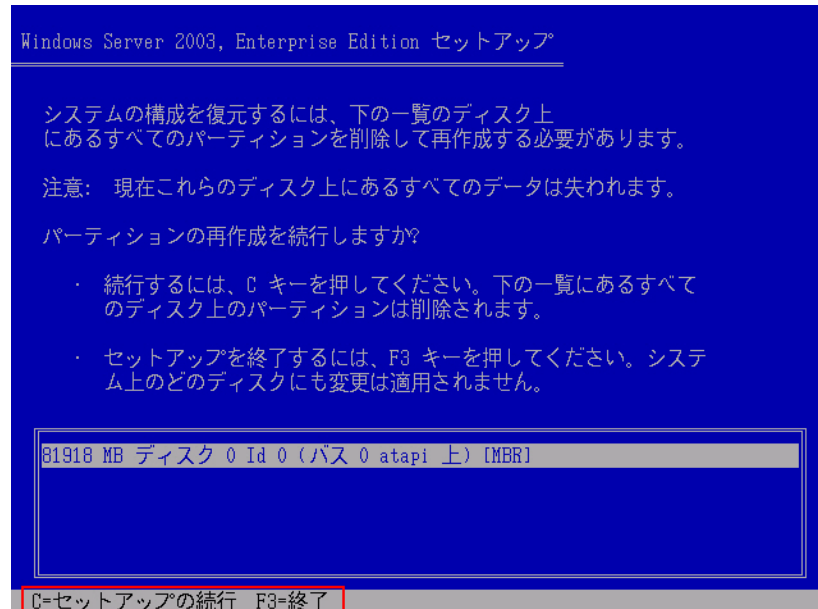 Windows Server 2003, Enterprise Edition セットアップ
システムの構成を復元するには、下の一覧のディスク上
にあるすべてのパーティションを削除して再作成する必要があります。
注意: 現在これらのディスク上にあるすべてのデータは失われます。
パーティションの再作成を続行しますか?
・ 続行するには、C キーを押してください。下の一覧にあるすべて
のディスク上のパーティションは削除されます。
・ セットアップを終了するには、F3 キーを押してください。システ
ム上のどのディスクにも変更は適用されません。
81918 MB ディスク 0 Id 0 (バス 0 atapi 上) [MBR]
C=セットアップの続行 F3=終了